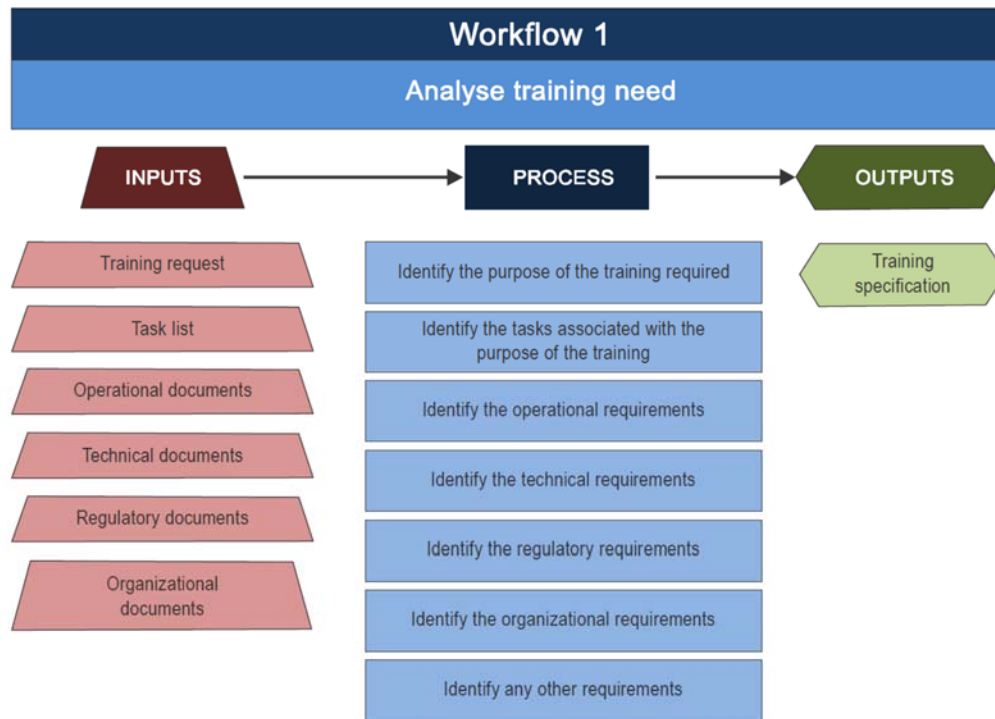 Workflow 1
Analyse training need
INPUTS
PROCESS
OUTPUTS
Training request
Task list
Operational documents
Technical documents
Regulatory documents
Organizational
documents
Identify the purpose of the training required
Identify the tasks associated with the
purpose of the training
Identify the operational requirements
Identify the technical requirements
Identify the regulatory requirements
Identify the organizational requirements
Identify any other requirements
Training
specification